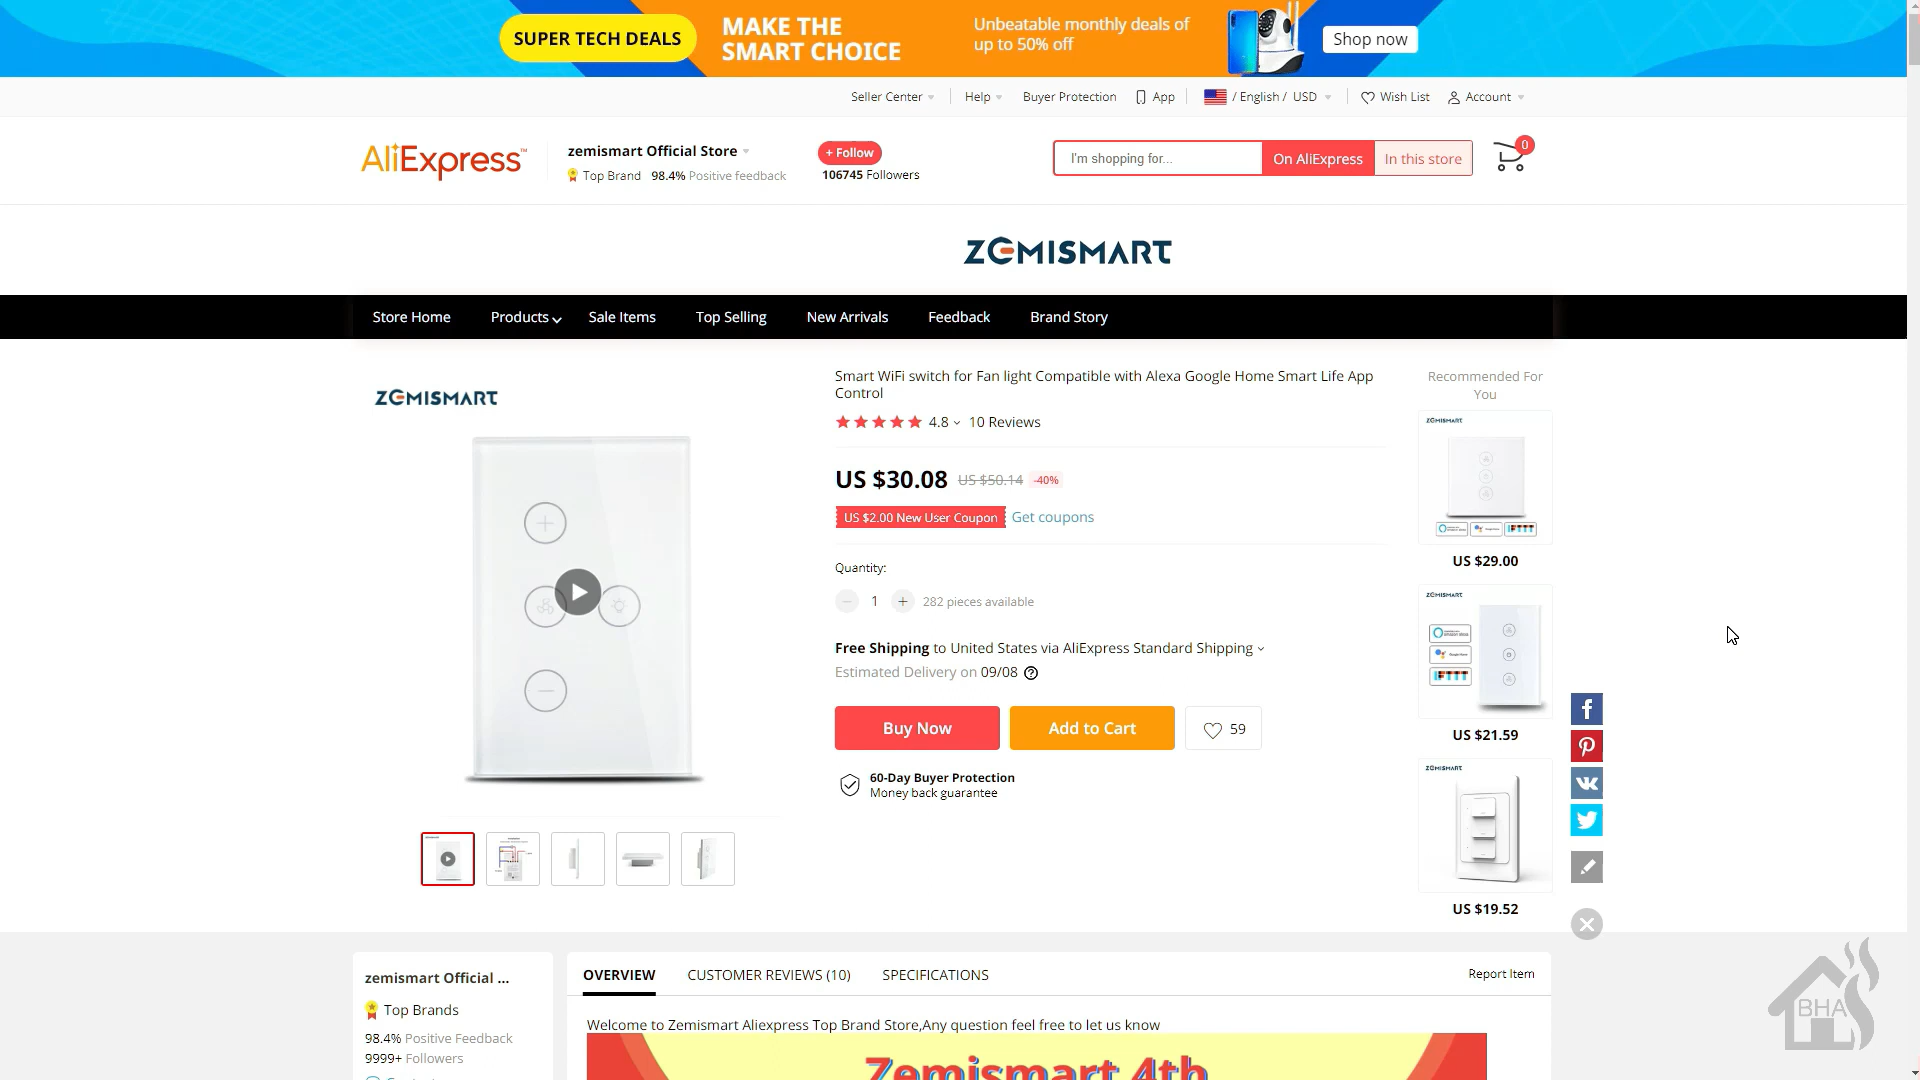 SUPER TECH DEALS
MAKE THE
SMART CHOICE
Unbeatable monthly deals of
up to 50% off
Shop now
Seller Center
Help
Buyer Protection
App
/ English / USD
Wish List
Account
AliExpress™
zemismart Official Store
Top Brand 98.4% Positive feedback
+ Follow
106745 Followers
I'm shopping for...
On AliExpress
In this store
0
ZEMISMART
Store Home
Products
Sale Items
Top Selling
New Arrivals
Feedback
Brand Story
ZEMISMART
Smart WiFi switch for Fan light Compatible with Alexa Google Home Smart Life App
Control
4.8 10 Reviews
US $30.08 US $50.14 -40%
US $2.00 New User Coupon Get coupons
Quantity:
1 282 pieces available
Free Shipping to United States via AliExpress Standard Shipping
Estimated Delivery on 09/08
Buy Now
Add to Cart
59
60-Day Buyer Protection
Money back guarantee
Recommended For
You
ZEMISMART
US $29.00
ZEMISMART
US $21.59
ZEMISMART
US $19.52
zemismart Official ...
Top Brands
98.4% Positive Feedback
9999+ Followers
OVERVIEW
CUSTOMER REVIEWS (10)
SPECIFICATIONS
Report Item
Welcome to Zemismart Aliexpress Top Brand Store,Any question feel free to let us know
Zemismart 4th
BHA